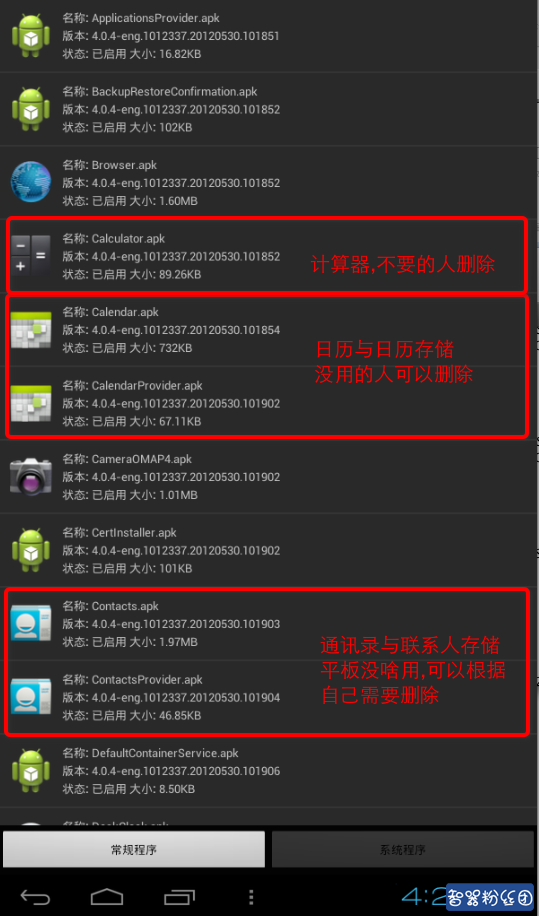 名称: ApplicationsProvider.apk
版本: 4.0.4-eng.1012337.20120530.101851
状态: 已启用 大小: 16.82KB
名称: BackupRestoreConfirmation.apk
版本: 4.0.4-eng.1012337.20120530.101852
状态: 已启用 大小: 102KB
名称: Browser.apk
版本: 4.0.4-eng.1012337.20120530.101852
状态: 已启用 大小: 1.60MB
名称: Calculator.apk
版本: 4.0.4-eng.1012337.20120530.101852
状态: 已启用 大小: 89.26KB
计算器,不要的人删除
名称: Calendar.apk
版本: 4.0.4-eng.1012337.20120530.101854
状态: 已启用 大小: 732KB
日历与日历存储
没用的人可以删除
名称: CalendarProvider.apk
版本: 4.0.4-eng.1012337.20120530.101902
状态: 已启用 大小: 67.11KB
名称: CameraOMAP4.apk
版本: 4.0.4-eng.1012337.20120530.101902
状态: 已启用 大小: 1.01MB
名称: CertInstaller.apk
版本: 4.0.4-eng.1012337.20120530.101902
状态: 已启用 大小: 101KB
名称: Contacts.apk
版本: 4.0.4-eng.1012337.20120530.101903
状态: 已启用 大小: 1.97MB
通讯录与联系人存储
平板没啥用,可以根据
自己需要删除
名称: ContactsProvider.apk
版本: 4.0.4-eng.1012337.20120530.101904
状态: 已启用 大小: 46.85KB
名称: DefaultContainerService.apk
版本: 4.0.4-eng.1012337.20120530.101906
状态: 已启用 大小: 8.50KB
名称: DeskClock.apk
常规程序
系统程序
4:2
智器粉丝团